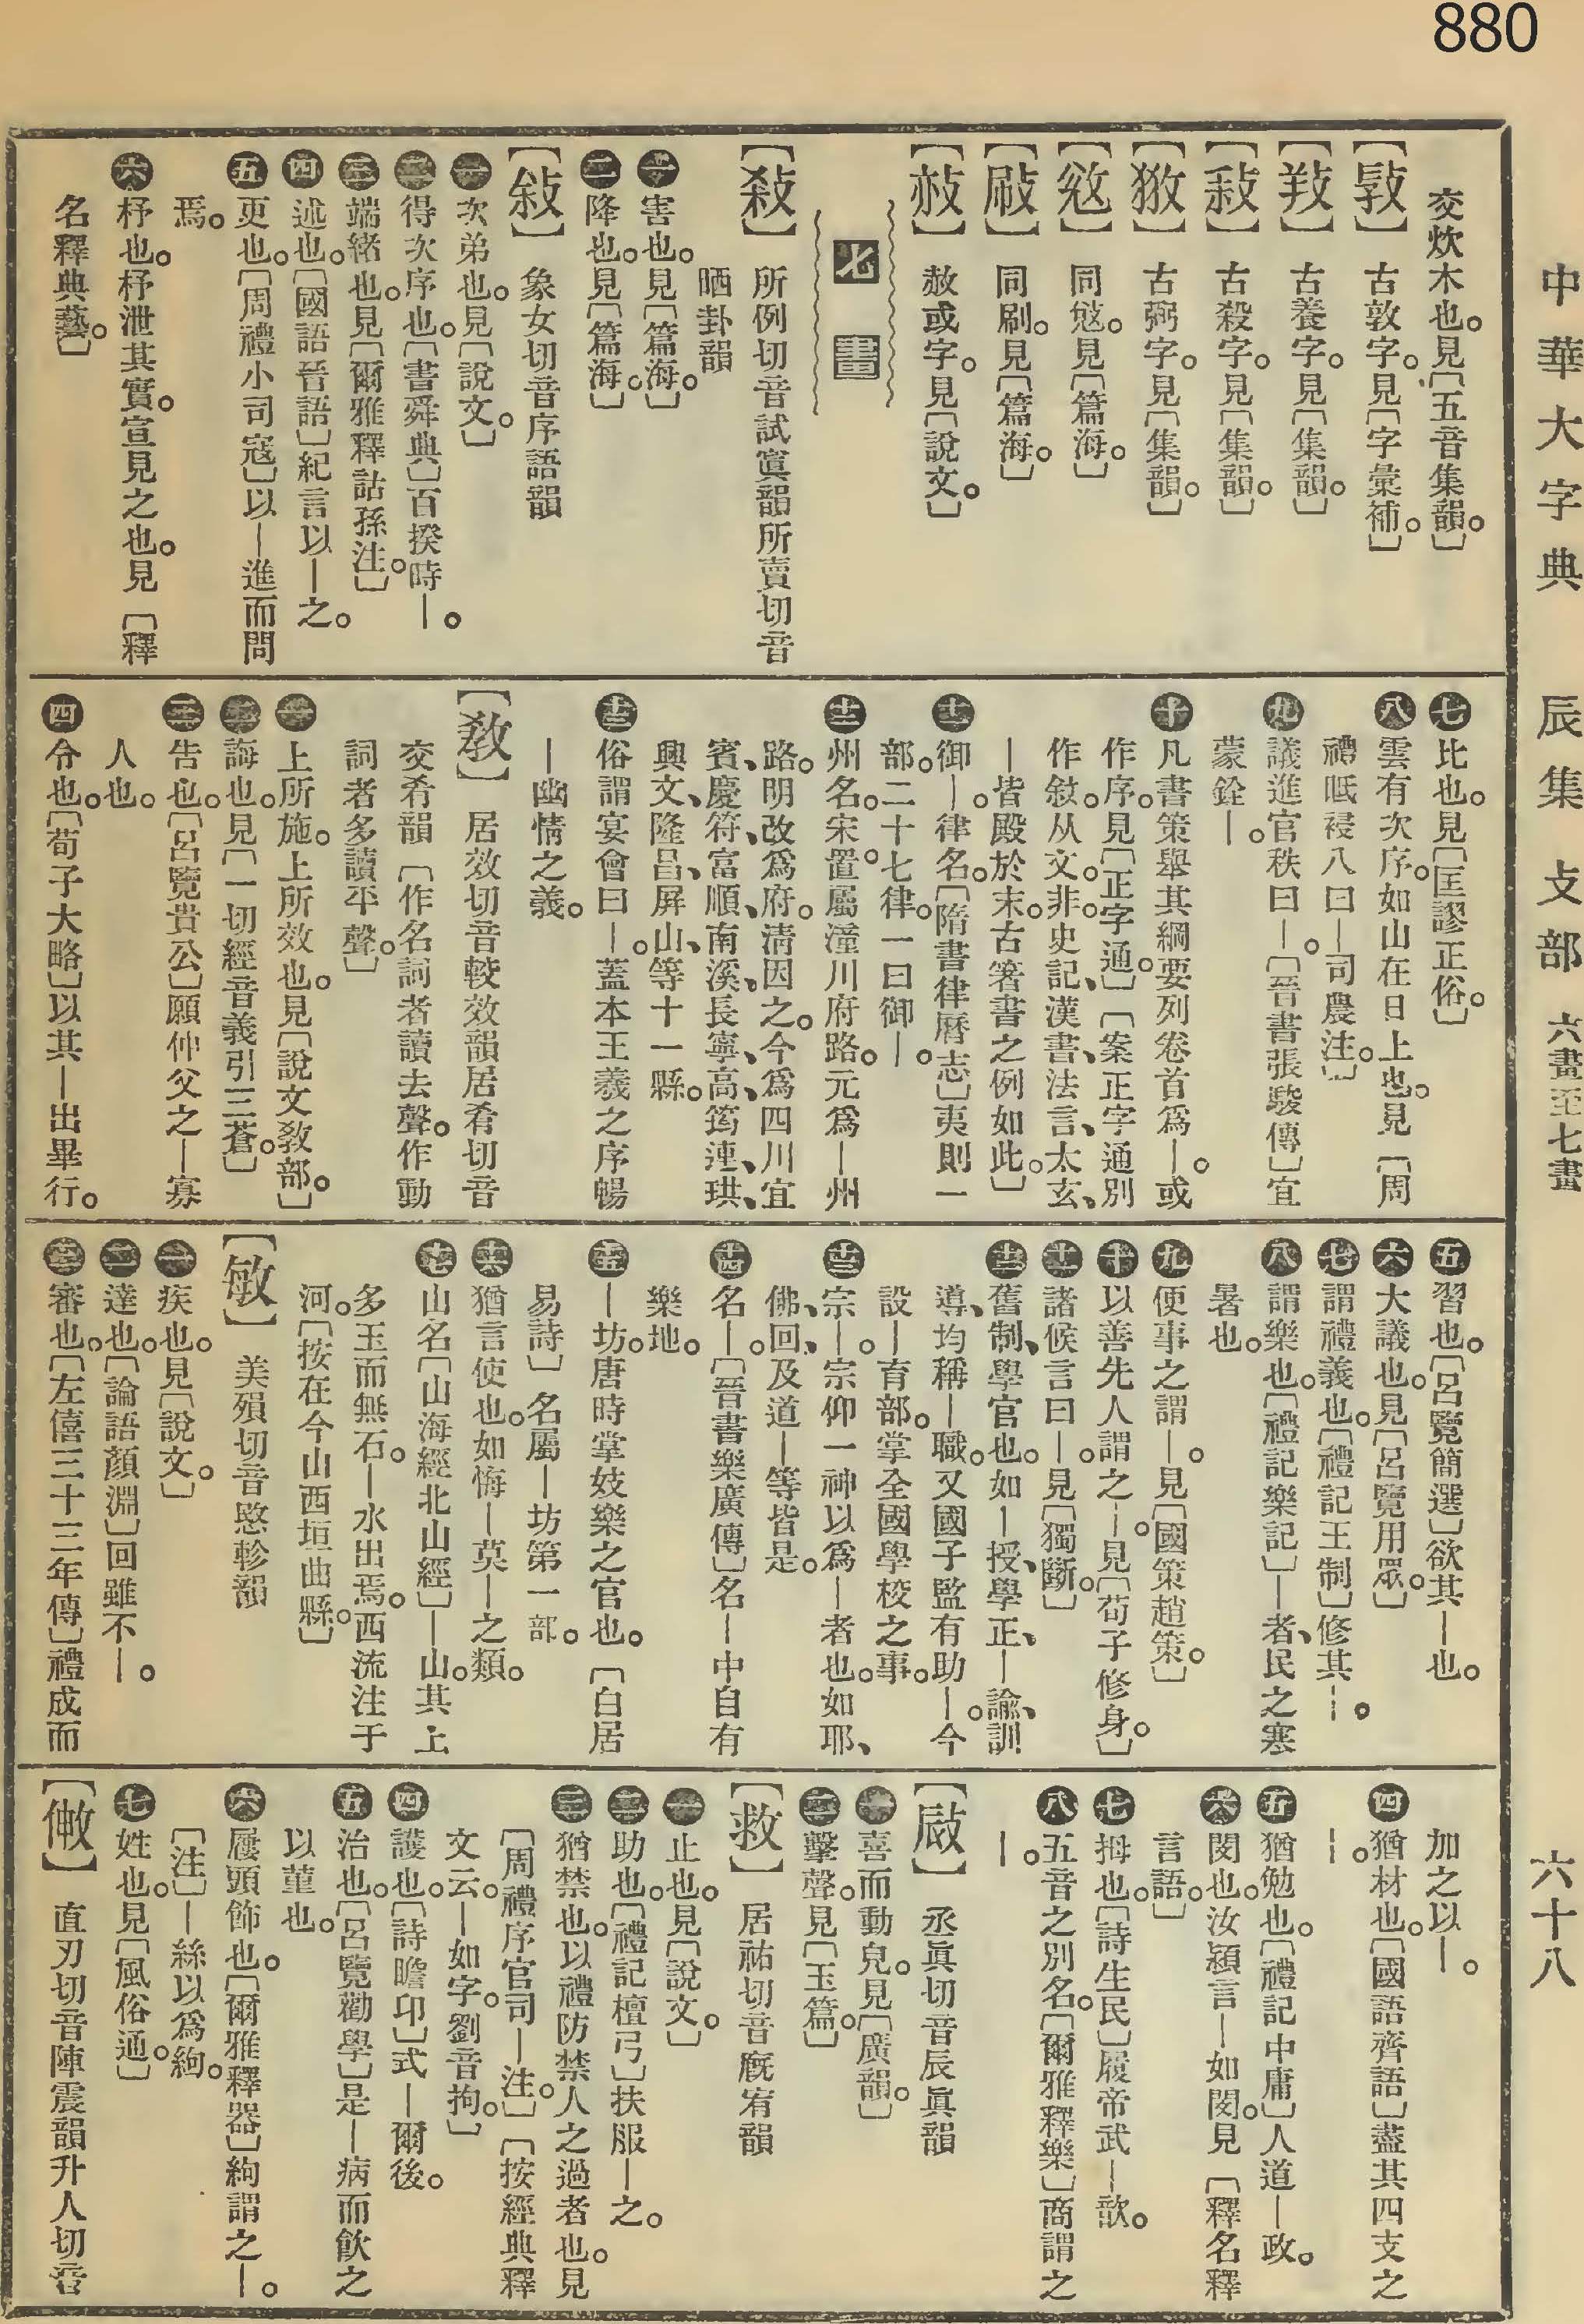 880
中華大字典 辰集 攴部 六畫至七畫 六十八
交炊木也。見〔五音集韻。〕
古敦字。見〔字彙補。〕
古養字。見〔集韻。〕
古殺字。見〔集韻。〕
古弼字。見〔集韻。〕
同愆。見〔篇海。〕
同刷。見〔篇海。〕
【赦】 赦或字。見〔說文。〕
七畫
所例切音試寘韻所賣切音
晒卦韻
㊀害也。見〔篇海。〕
㊁降也。見〔篇海。〕
【敍】 象女切音序語韻
㊀次弟也。見〔說文。〕
㊁得次序也。〔書舜典〕百揆時―。
㊂端緒也。見〔爾雅釋詁孫注。〕
㊃述也。〔國語晉語〕紀言以―之。
㊄更也。〔周禮小司寇〕以―進而問
焉。
㊅杼也。杼泄其實。宣見之也。見〔釋
名釋典藝。〕
㊆比也。見〔匡謬正俗。〕
㊇雲有次序。如山在日上也。見〔周
禮眂祲八曰―。司農注。〕
㊈議進官秩曰―。〔晉書張駿傳〕宜
蒙銓―。
㊉凡書策舉其綱要列卷首爲―。或
作序。見〔正字通。〕〔案正字通別
作敘。从文。非。史記、漢書、法言、太玄、
―皆殿於末。古箸書之例如此。〕
御―。律名。〔隋書律曆志〕夷則一
部。二十七律。一曰御―。
州名。宋置。屬潼川府路。元爲―州
路。明改爲府。淸因之。今爲四川宜
賓、慶符、富順、南溪、長寧、高、筠連、珙、
興文、隆昌、屏山、等十一縣。
俗謂宴會曰―。蓋本王羲之序暢
―幽情之義。
【教】 居效切音較效韻居肴切音
交肴韻〔作名詞者讀去聲。作動
詞者多讀平聲。〕
㊀上所施。上所效也。見〔說文教部。〕
㊁誨也。見〔一切經音義引三蒼。〕
㊂告也。〔呂覽貴公〕願仲父之―寡
人也。
㊃令也。〔荀子大略〕以其―出畢行。
㊄習也。〔呂覽簡選〕欲其―也。
㊅大議也。見〔呂覽用眾。〕
㊆謂禮義也。〔禮記王制〕修其―。
㊇謂樂也。〔禮記樂記〕―者、民之寒
暑也。
㊈便事之謂―。見〔國策趙策。〕
㊉以善先人謂之―。見〔荀子修身。〕
諸候言曰―。見〔獨斷。〕
舊制、學官也。如―授、學正、―諭、訓
導、均稱―職。又國子監有助―。今
設―育部。掌全國學校之事。
宗―。宗仰一神以爲―者也。如耶、
佛、回、及道―等皆是。
名―。〔晉書樂廣傳〕名―中自有
樂地。
―坊。唐時掌妓樂之官也。〔白居
易詩〕名屬―坊第一部。
猶言使也。如悔―莫―之類。
山名。〔山海經北山經〕―山。其上
多玉而無石。―水出焉。西流注于
河。〔按在今山西垣曲縣。〕
【敏】 美殞切音愍軫韻
㊀疾也。見〔說文。〕
㊁達也。〔論語顏淵〕回雖不―。
㊂審也。〔左僖三十三年傳〕禮成而
加之以―。
㊃猶材也。〔國語齊語〕盡其四支之
―。
㊄猶勉也。〔禮記中庸〕人道―政。
㊅閔也。汝潁言―如閔。見〔釋名釋
言語。〕
㊆拇也。〔詩生民〕履帝武―歆。
㊇五音之別名。〔爾雅釋樂〕商謂之
―。
【敐】 丞眞切音辰眞韻
㊀喜而動皃。見〔廣韻。〕
㊁擊聲。見〔玉篇。〕
【救】 居祐切音廐宥韻
㊀止也。見〔說文。〕
㊁助也。〔禮記檀弓〕扶服―之。
㊂猶禁也。以禮防禁人之過者也。見
〔周禮序官司―注。〕〔按經典釋
文云。―如字。劉音拘。〕
㊃護也。〔詩瞻卬〕式―爾後。
㊄治也。〔呂覽勸學〕是―病而飮之
以堇也。
㊅屨頭飾也。〔爾雅釋器〕絇謂之―。
〔注〕―絲以爲絇。
㊆姓也。見〔風俗通。〕
直刃切音陣震韻升人切音